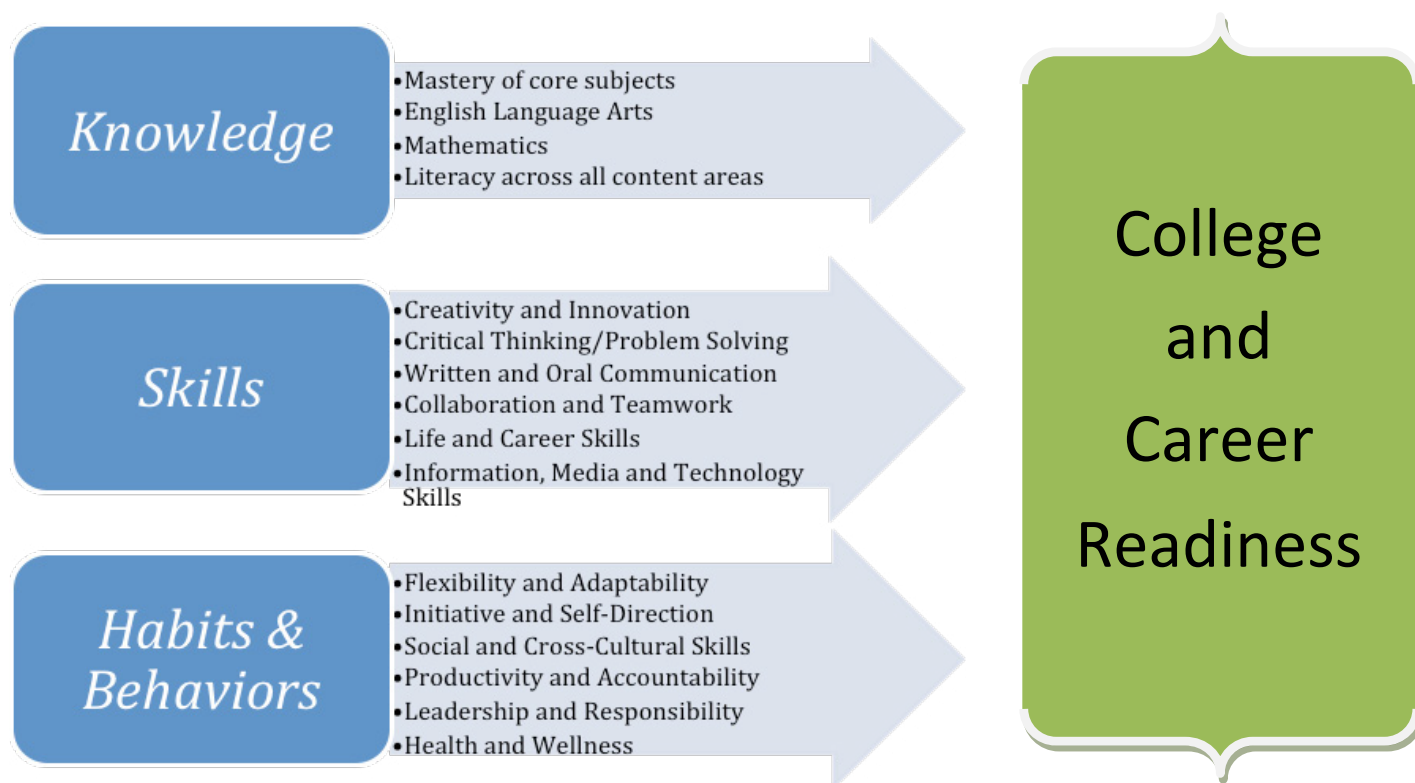 Knowledge
•Mastery of core subjects
•English Language Arts
•Mathematics
•Literacy across all content areas
Skills
•Creativity and Innovation
•Critical Thinking/Problem Solving
•Written and Oral Communication
•Collaboration and Teamwork
•Life and Career Skills
•Information, Media and Technology
Skills
Habits &
Behaviors
•Flexibility and Adaptability
•Initiative and Self-Direction
•Social and Cross-Cultural Skills
•Productivity and Accountability
•Leadership and Responsibility
•Health and Wellness
College
and
Career
Readiness